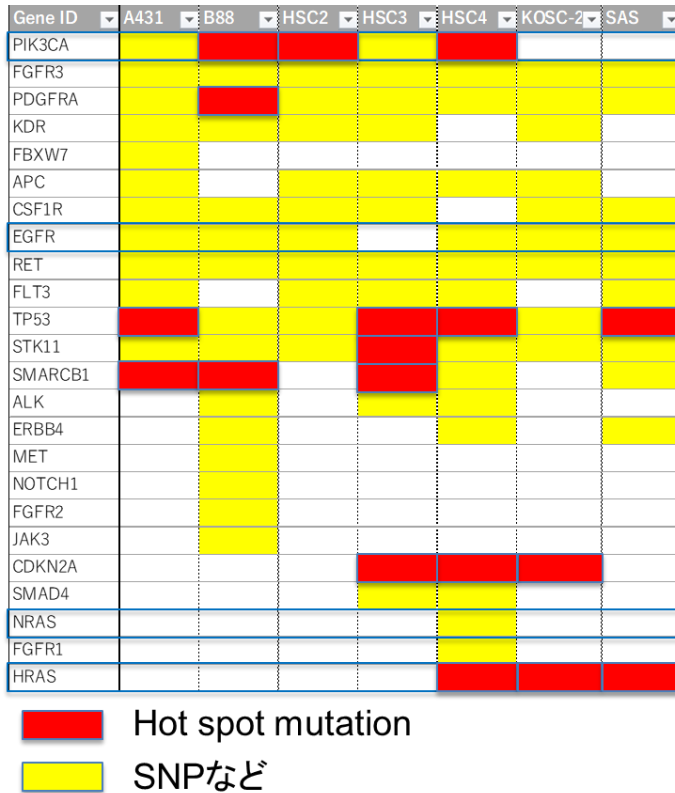 Gene ID A431 B88 HSC2 HSC3 HSC4 KOSC-2 SAS
PIK3CA
FGFR3
PDGFRA
KDR
FBXW7
APC
CSF1R
EGFR
RET
FLT3
TP53
STK11
SMARCB1
ALK
ERBB4
MET
NOTCH1
FGFR2
JAK3
CDKN2A
SMAD4
NRAS
FGFR1
HRAS
Hot spot mutation
SNPなど